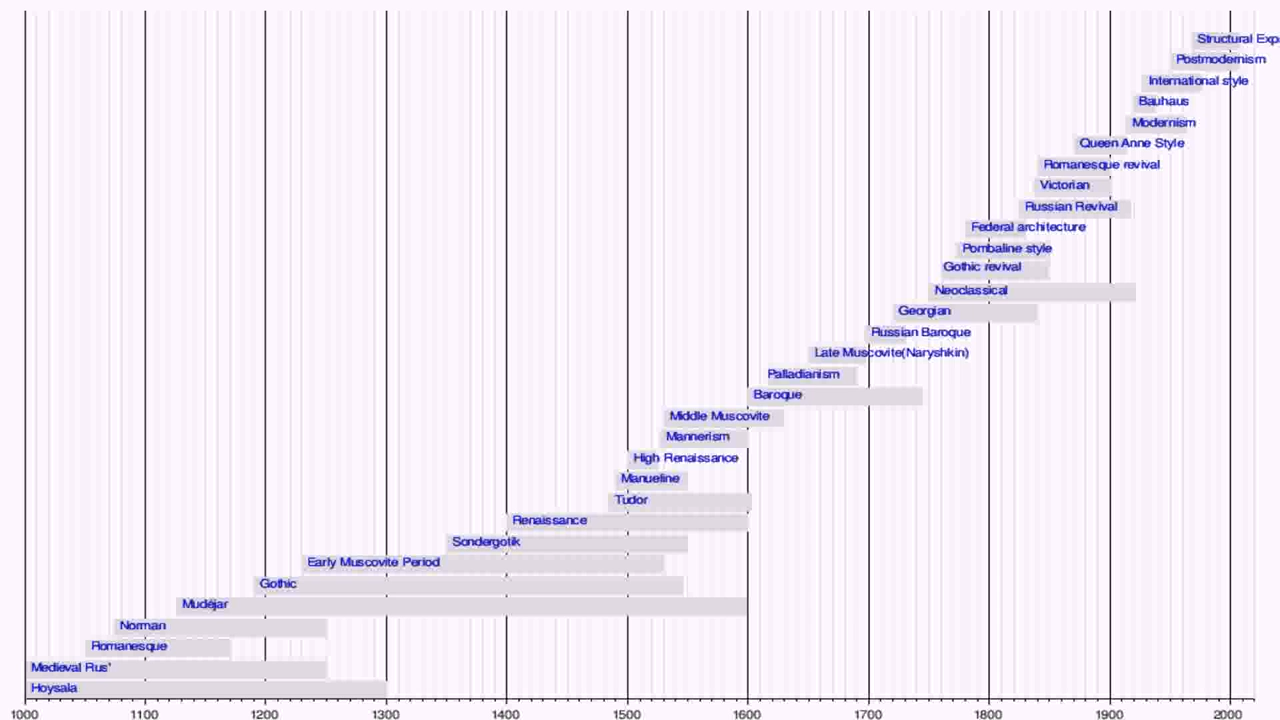 Structural Exp
Postmodernism
International style
Bauhaus
Modernism
Queen Anne Style
Romanesque revival
Victorian
Russian Revival
Federal architecture
Pombaline style
Gothic revival
Neoclassical
Georgian
Russian Baroque
Late Muscovite(Naryshkin)
Palladianism
Baroque
Middle Muscovite
Mannerism
High Renaissance
Manueline
Tudor
Renaissance
Sondergotik
Early Muscovite Period
Gothic
Mudéjar
Norman
Romanesque
Medieval Rus'
Hoysala
1000 1100 1200 1300 1400 1500 1600 1700 1800 1900 2000